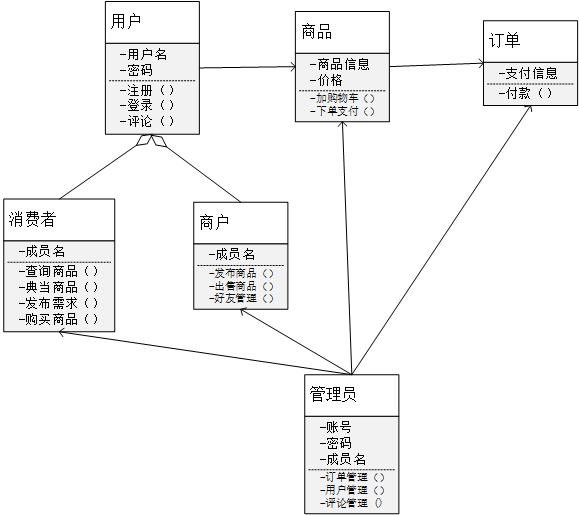 用户
-用户名
-密码
-注册（）
-登录（）
-评论（）
商品
-商品信息
-价格
-加购物车（）
-下单支付（）
订单
-支付信息
-付款（）
消费者
-成员名
-查询商品（）
-典当商品（）
-发布需求（）
-购买商品（）
商户
-成员名
-发布商品（）
-出售商品（）
-好友管理（）
管理员
-账号
-密码
-成员名
-订单管理（）
-用户管理（）
-评论管理（）